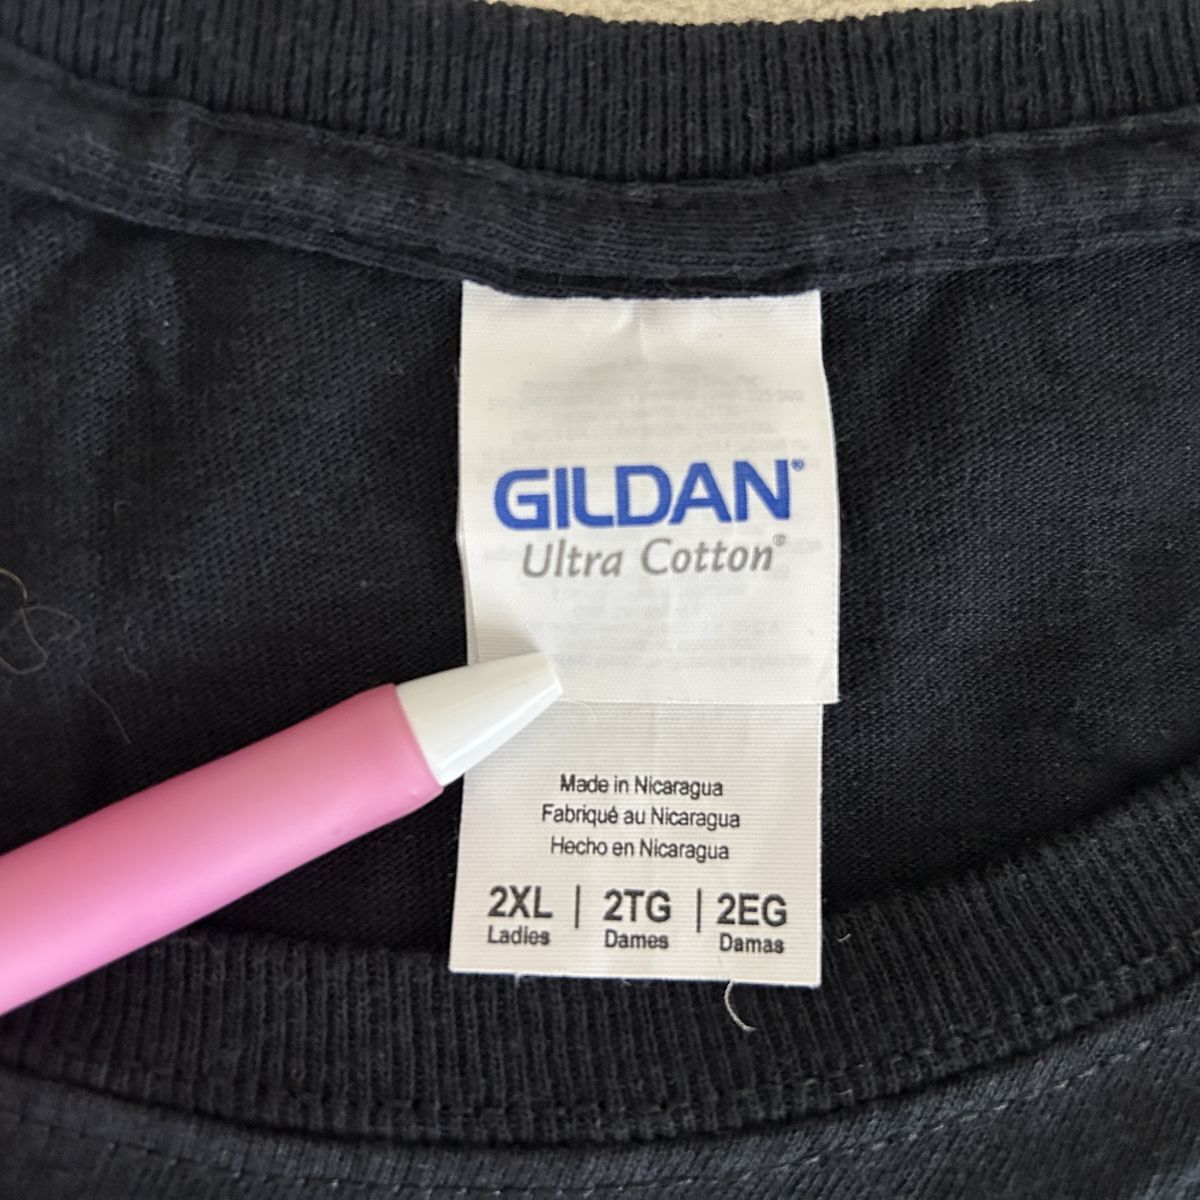 GILDAN®
Ultra Cotton®
Made in Nicaragua
Fabriqué au Nicaragua
Hecho en Nicaragua
2XL | 2TG | 2EG
Ladies Dames Damas